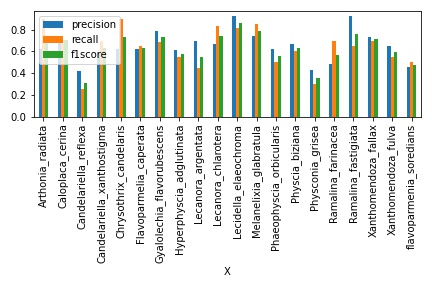 precision
recall
f1score
0.8
0.6
0.4
0.2
0.0
Arthonia_radiata
Caloplaca_cerina
Candelariella_reflexa
Candelariella_xanthostigma
Chrysothrix_candelaris
Flavoparmelia_caperata
Gyalolechia_flavorubescens
Hyperphyscia_adglutinata
Lecanora_argentata
Lecanora_chlarotera
Lecidella_elaeochroma
Melanelixia_glabratula
Phaeophyscia_orbicularis
Physcia_biziana
Physconia_grisea
Ramalina_farinacea
Ramalina_fastigiata
Xanthomendoza_fallax
Xanthomendoza_fulva
flavoparmenia_soredians
X